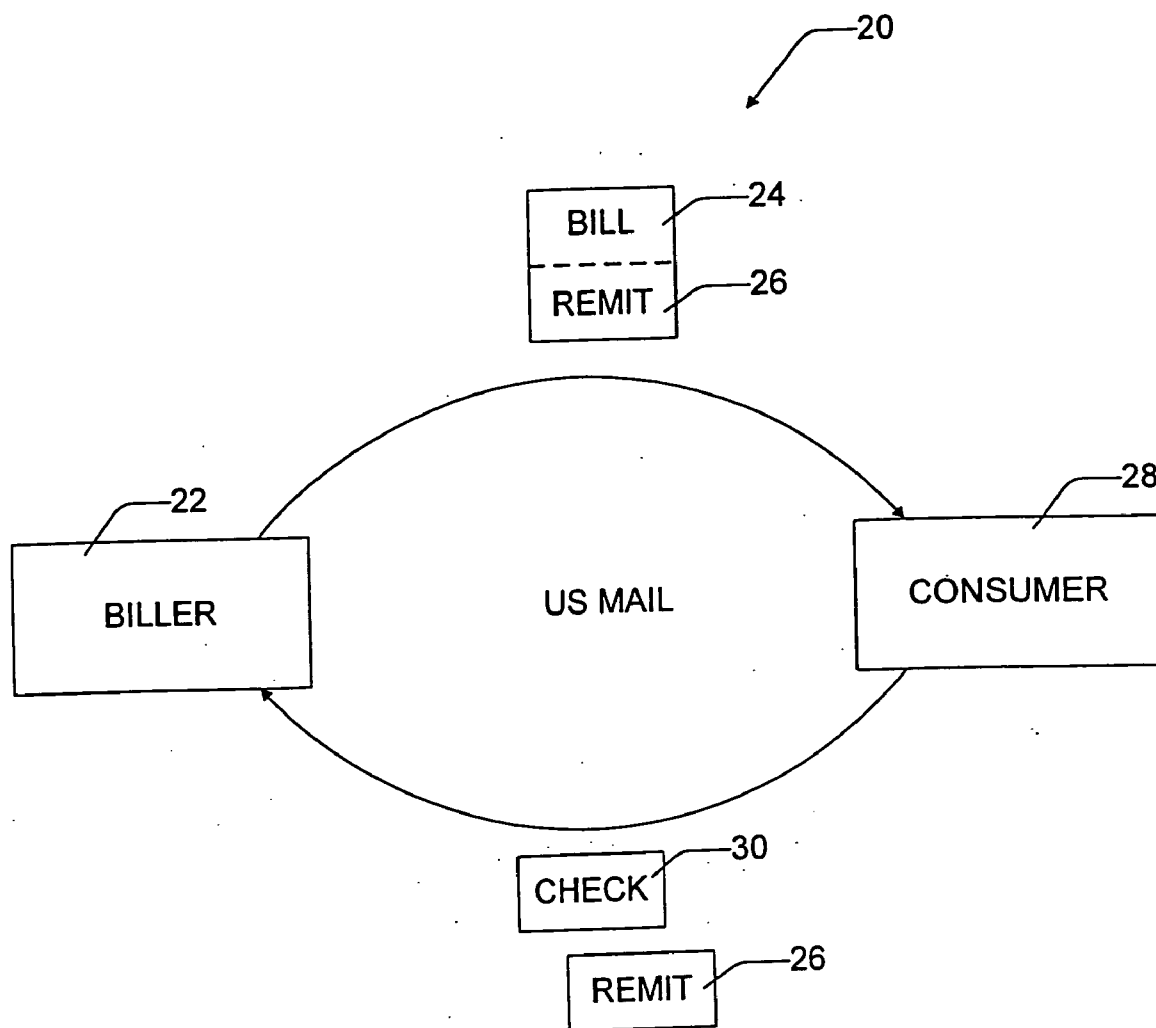 20
BILL
24
REMIT
26
22
28
BILLER
US MAIL
CONSUMER
CHECK
30
REMIT
26